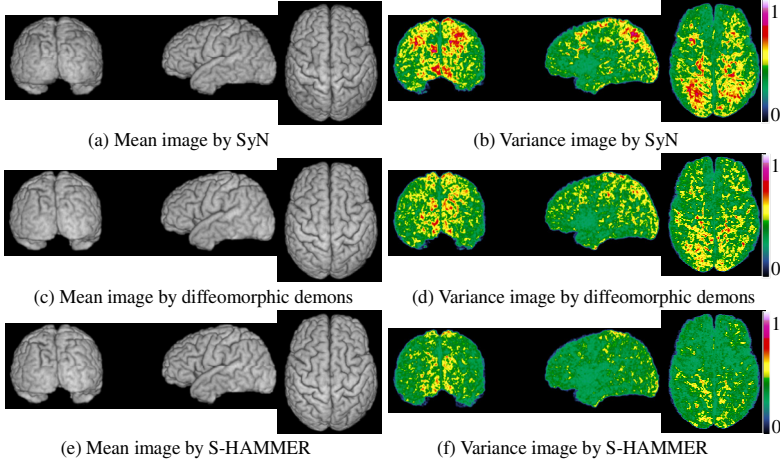 1
0
(a) Mean image by SyN
(b) Variance image by SyN
1
0
(c) Mean image by diffeomorphic demons
(d) Variance image by diffeomorphic demons
1
0
(e) Mean image by S-HAMMER
(f) Variance image by S-HAMMER